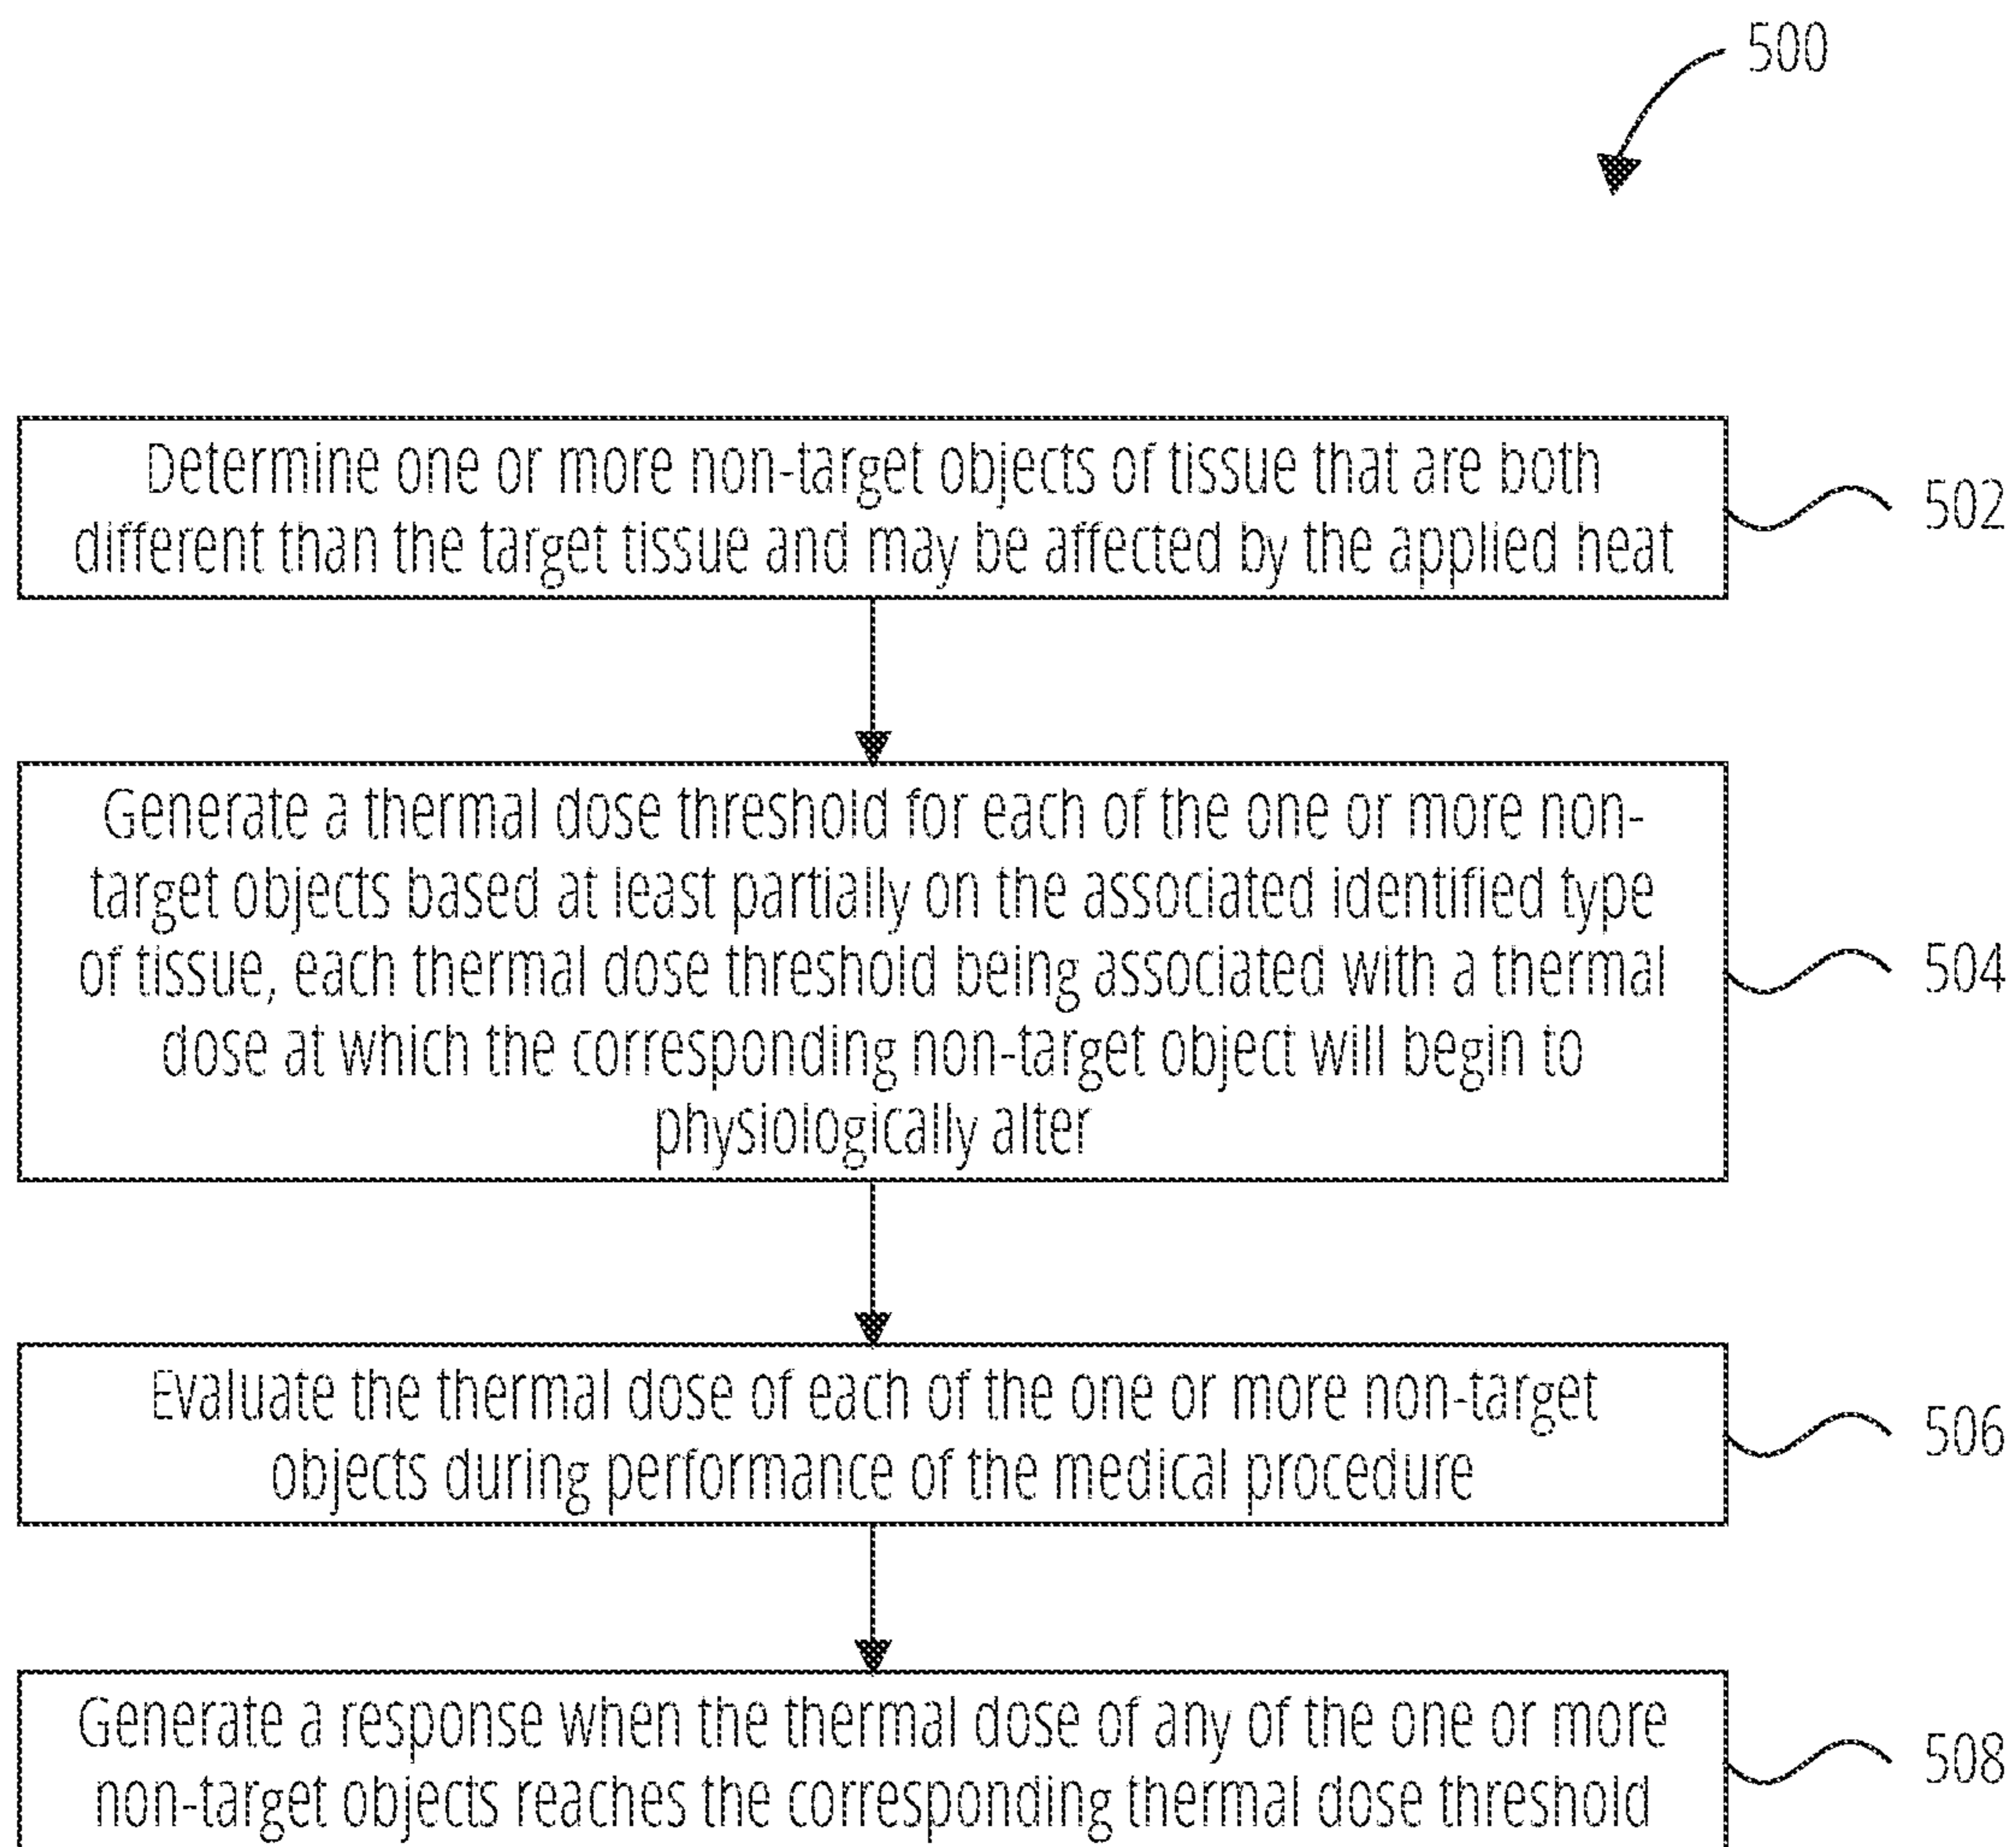 500
Determine one or more non-target objects of tissue that are both
different than the target tissue and may be affected by the applied heat
502
Generate a thermal dose threshold for each of the one or more non-
target objects based at least partially on the associated identified type
of tissue, each thermal dose threshold being associated with a thermal
dose at which the corresponding non-target object will begin to
physiologically alter
504
Evaluate the thermal dose of each of the one or more non-target
objects during performance of the medical procedure
506
Generate a response when the thermal dose of any of the one or more
non-target objects reaches the corresponding thermal dose threshold
508